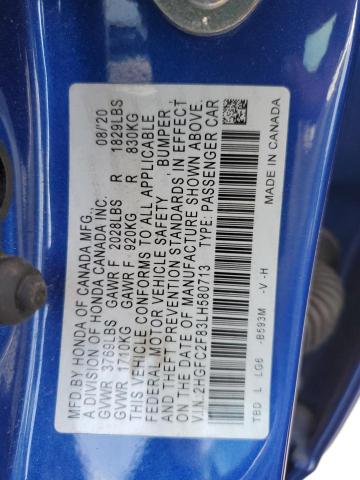 MFD BY HONDA OF CANADA MFG., 08/20
A DIVISION OF HONDA CANADA INC.
GVWR 3769LBS GAWR F 2028LBS R 1829LBS
GVWR 1710KG GAWR F 920KG R 830KG
THIS VEHICLE CONFORMS TO ALL APPLICABLE
FEDERAL MOTOR VEHICLE SAFETY, BUMPER,
AND THEFT PREVENTION STANDARDS IN EFFECT
ON THE DATE OF MANUFACTURE SHOWN ABOVE.
V.I.N. 2HGFC2F83LH580713 TYPE: PASSENGER CAR
TBD L LG6 -B593M -V -H MADE IN CANADA